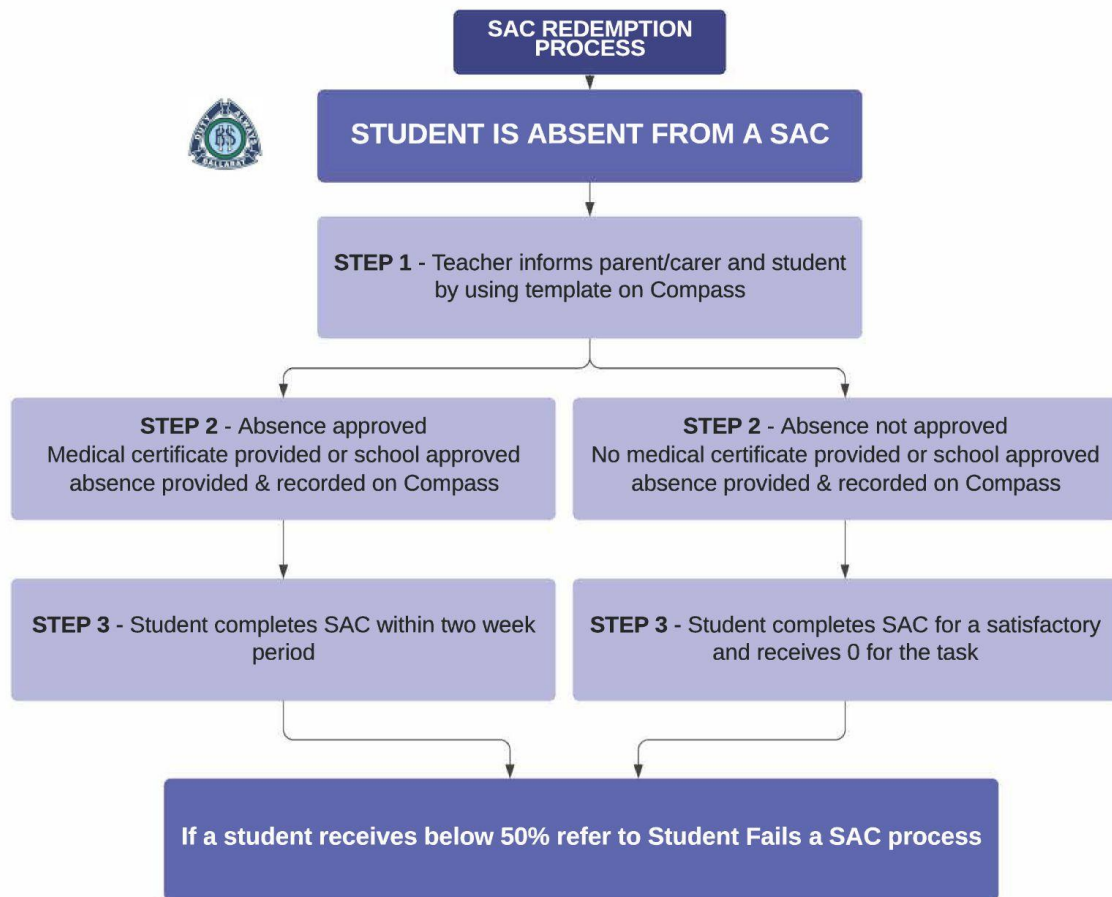 SAC REDEMPTION
PROCESS
DUTY ALWAYS
BALLARAT
STUDENT IS ABSENT FROM A SAC
STEP 1 - Teacher informs parent/carer and student
by using template on Compass
STEP 2 - Absence approved
Medical certificate provided or school approved
absence provided & recorded on Compass
STEP 2 - Absence not approved
No medical certificate provided or school approved
absence provided & recorded on Compass
STEP 3 - Student completes SAC within two week
period
STEP 3 - Student completes SAC for a satisfactory
and receives 0 for the task
If a student receives below 50% refer to Student Fails a SAC process